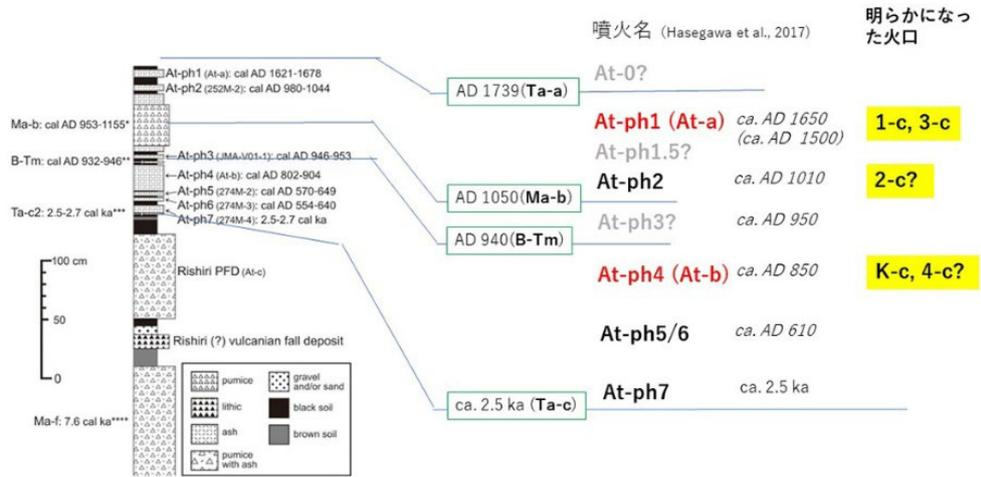 噴火名 (Hasegawa et al., 2017)
明らかになっ
た火口
At-ph1 (At-a): cal AD 1621-1678
At-ph2 (252M-2): cal AD 980-1044
Ma-b: cal AD 953-1155*
B-Tm: cal AD 932-946**
At-ph3 (JMA-V01-1): cal AD 946-953
At-ph4 (At-b): cal AD 802-904
At-ph5 (274M-2): cal AD 570-649
At-ph6 (274M-3): cal AD 554-640
Ta-c2: 2.5-2.7 cal ka***
At-ph7 (274M-4): 2.5-2.7 cal ka
100 cm
50
0
Rishiri PFD (At-c)
Rishiri (?) vulcanian fall deposit
Ma-f: 7.6 cal ka****
pumice
lithic
ash
pumice
with ash
gravel
and/or sand
black soil
brown soil
At-0?
AD 1739(Ta-a)
At-ph1 (At-a) ca. AD 1650
(ca. AD 1500)
1-c, 3-c
At-ph1.5?
At-ph2 ca. AD 1010
2-c?
AD 1050(Ma-b)
At-ph3? ca. AD 950
AD 940(B-Tm)
At-ph4 (At-b) ca. AD 850
K-c, 4-c?
At-ph5/6 ca. AD 610
At-ph7 ca. 2.5 ka
ca. 2.5 ka (Ta-c)